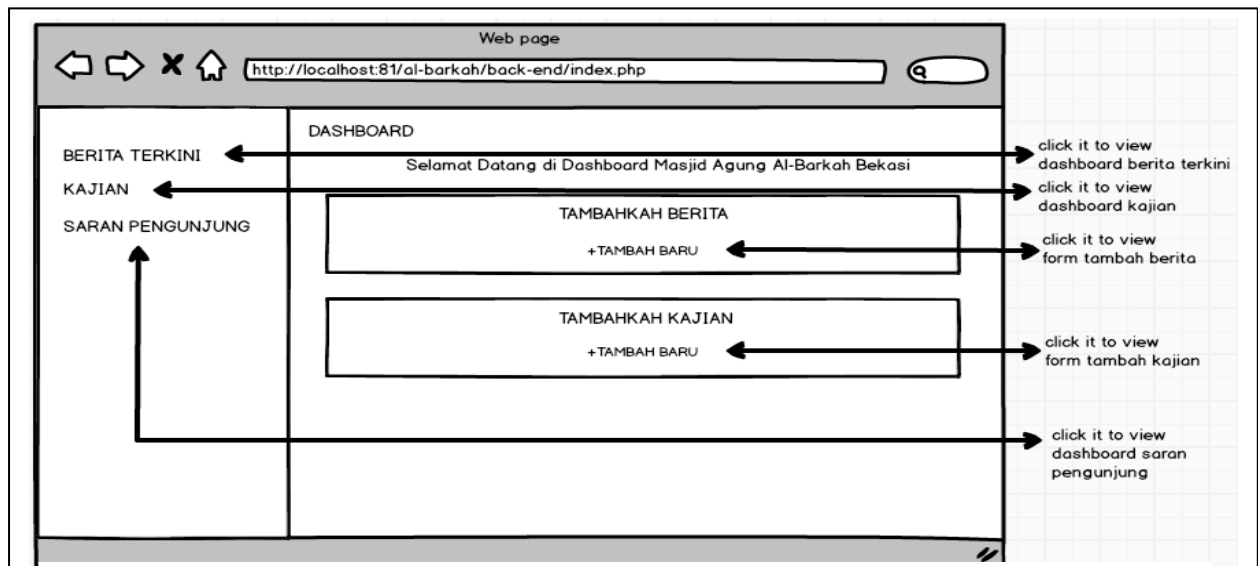 Web page
http://localhost:81/al-barkah/back-end/index.php
BERITA TERKINI
KAJIAN
SARAN PENGUNJUNG
DASHBOARD
Selamat Datang di Dashboard Masjid Agung Al-Barkah Bekasi
TAMBAHKAH BERITA
+TAMBAH BARU
TAMBAHKAH KAJIAN
+TAMBAH BARU
click it to view
dashboard berita terkini
click it to view
dashboard kajian
click it to view
form tambah berita
click it to view
form tambah kajian
click it to view
dashboard saran
pengunjung